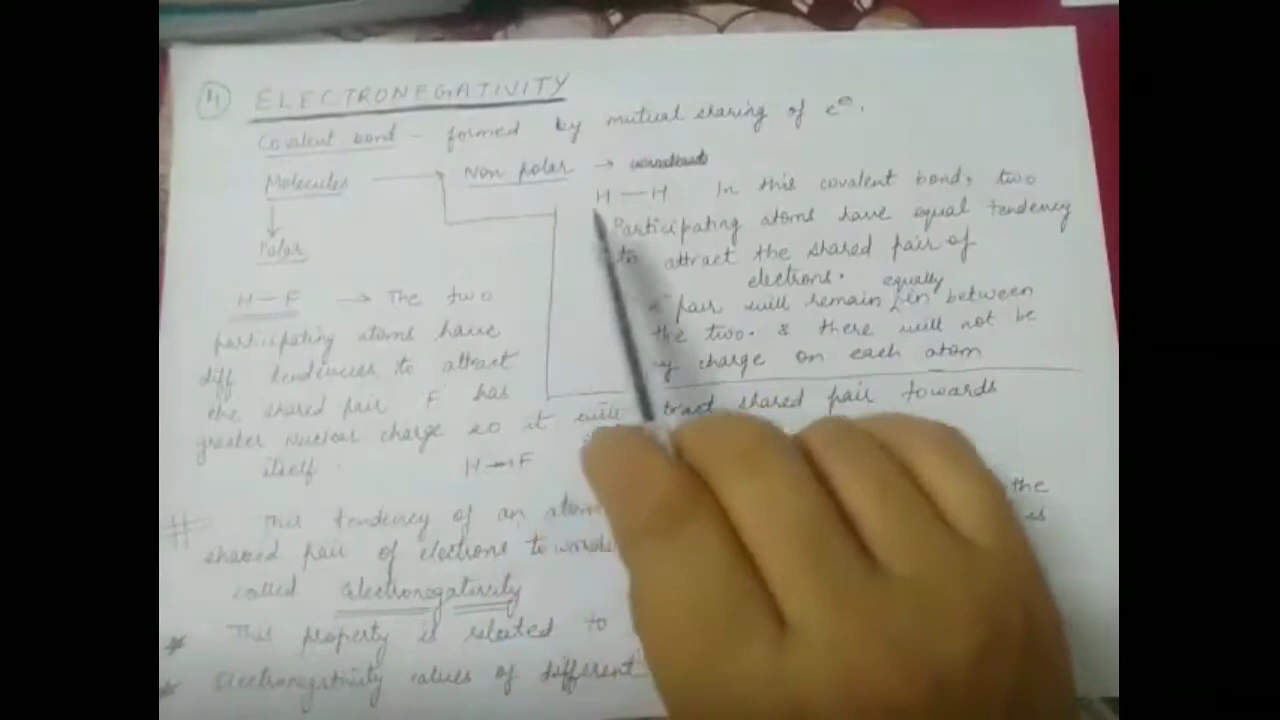 11 ELECTRONEGATIVITY
Covalent bond - formed by mutual sharing of e⊖.
Molecules → Non polar →
H — H In this covalent bond, two
Participating atoms have equal tendency
to attract the shared pair of
electrons. equally
pair will remain in between
the two. & there will not be
charge on each atom
Polar
H — F → The two
participating atoms have
diff tendencies to attract
the shared pair F has
greater nuclear charge so it will tract shared pair towards
itself. H F
the
# This tendency of an atom is
shared pair of electrons towards
called electronegativity
* This property is related to
* Electronegativity values of different